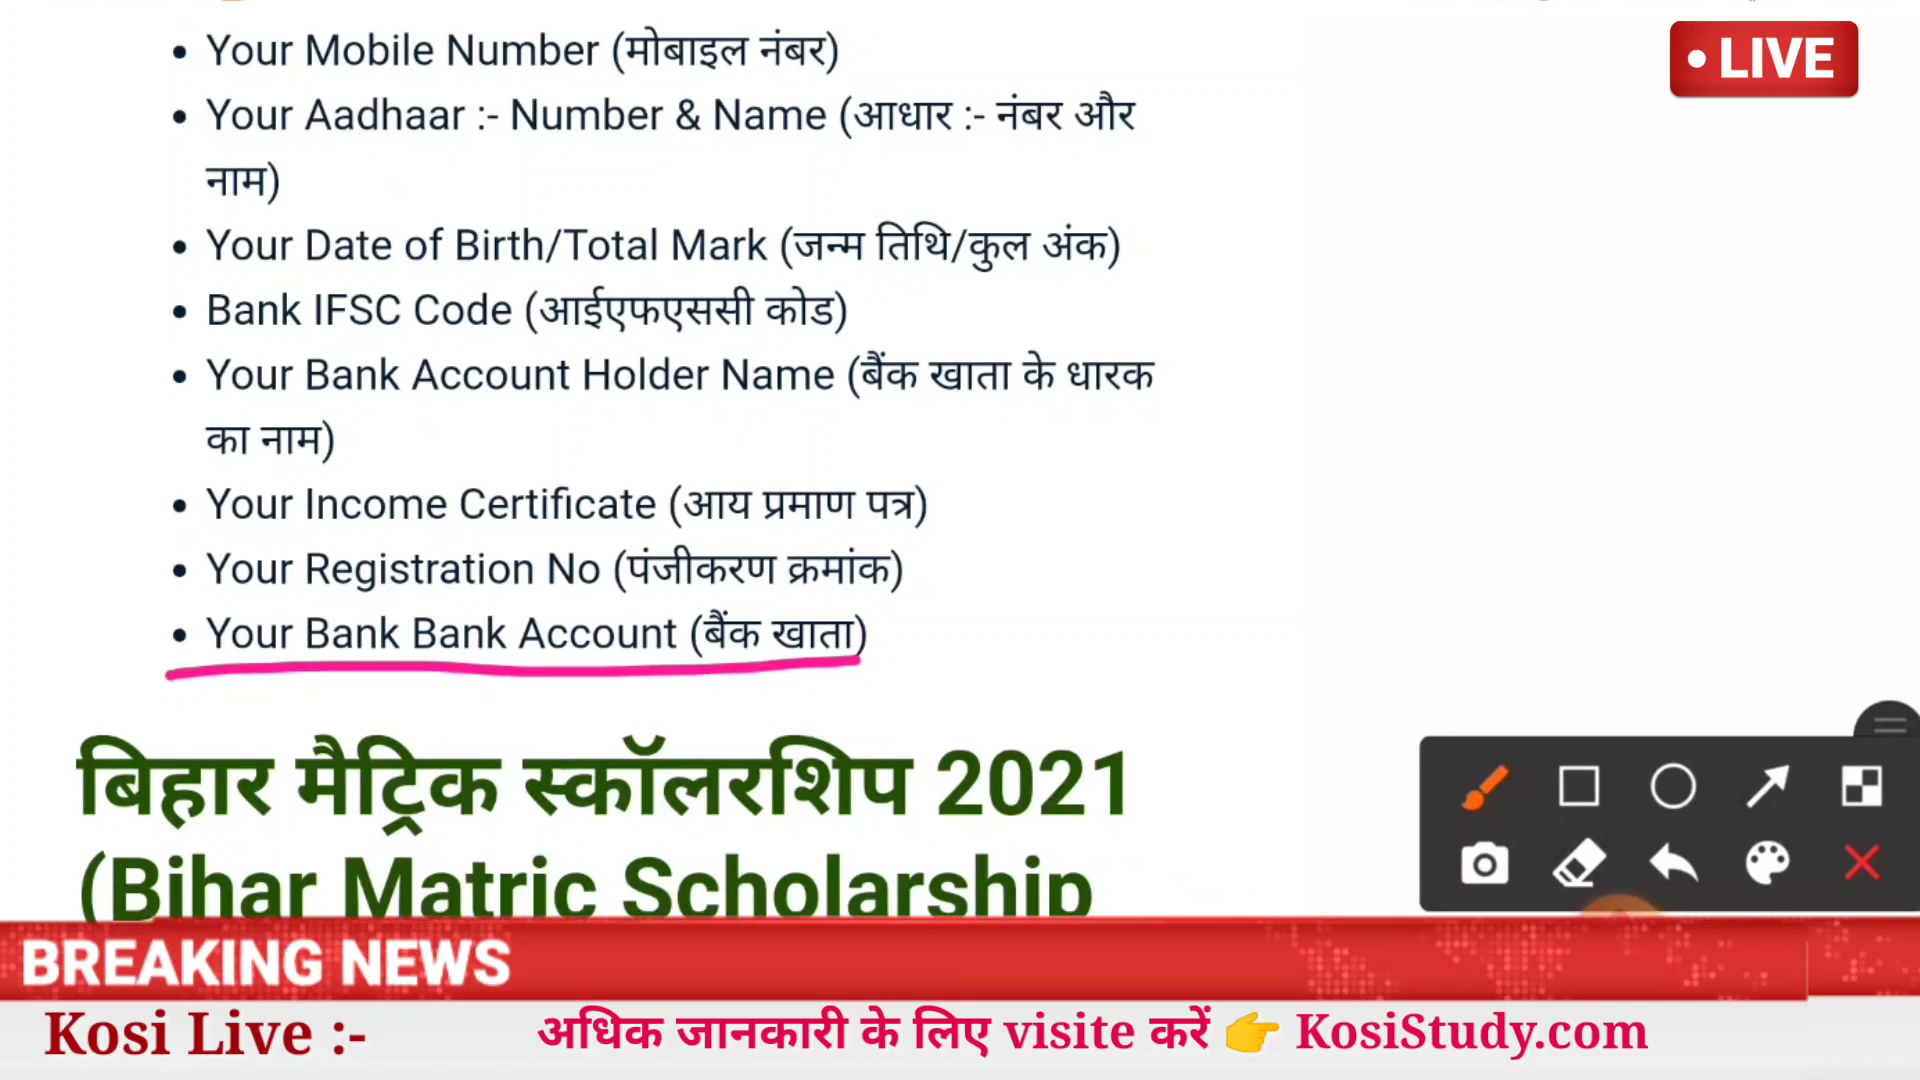 • LIVE
• Your Mobile Number (मोबाइल नंबर)
• Your Aadhaar :- Number & Name (आधार :- नंबर और
नाम)
• Your Date of Birth/Total Mark (जन्म तिथि/कुल अंक)
• Bank IFSC Code (आईएफएससी कोड)
• Your Bank Account Holder Name (बैंक खाता के धारक
का नाम)
• Your Income Certificate (आय प्रमाण पत्र)
• Your Registration No (पंजीकरण क्रमांक)
• Your Bank Bank Account (बैंक खाता)
बिहार मैट्रिक स्कॉलरशिप 2021
(Bihar Matric Scholarship
BREAKING NEWS
Kosi Live :- अधिक जानकारी के लिए visite करें 👉 KosiStudy.com